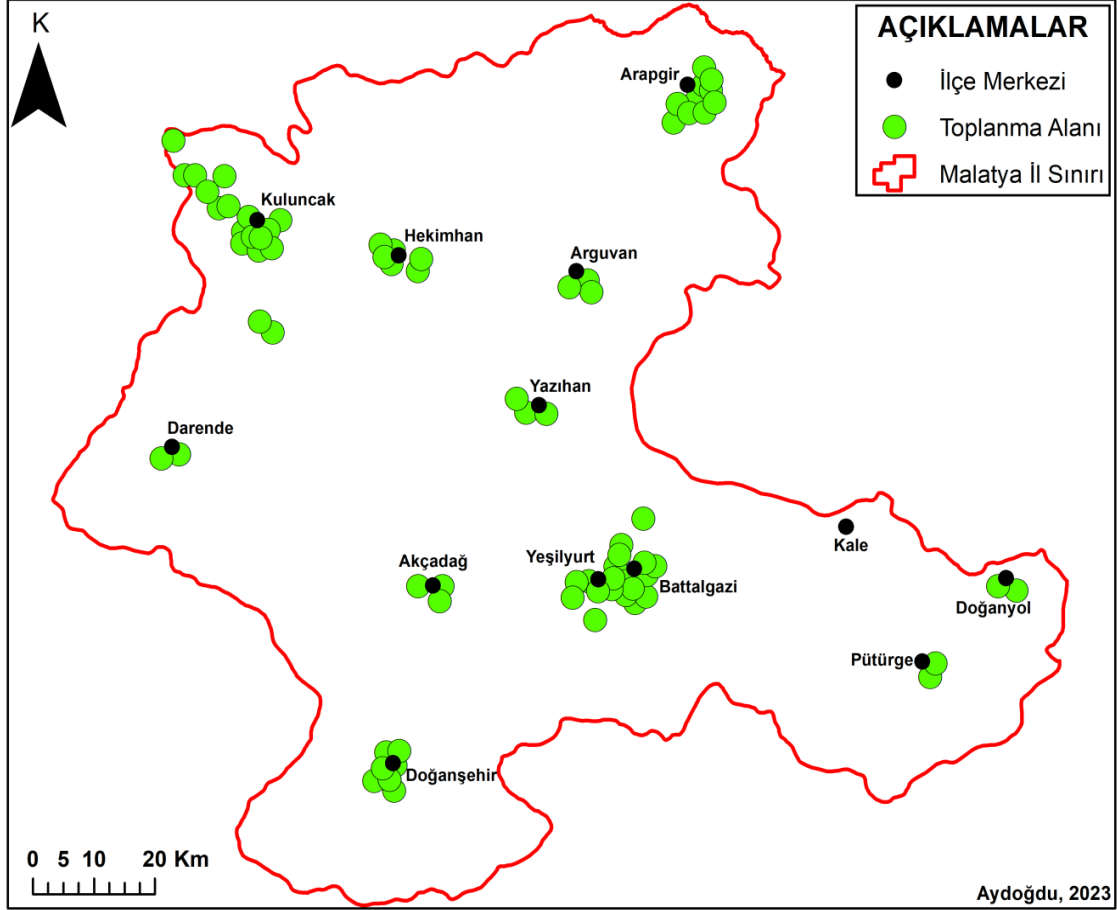 K
AÇIKLAMALAR
İlçe Merkezi
Toplanma Alanı
Malatya İl Sınırı
Arapgir
Kuluncak
Hekimhan
Arguvan
Yazıhan
Darende
Kale
Akçadağ
Yeşilyurt
Battalgazi
Doğanyol
Pütürge
Doğanşehir
0 5 10 20 Km
Aydoğdu, 2023